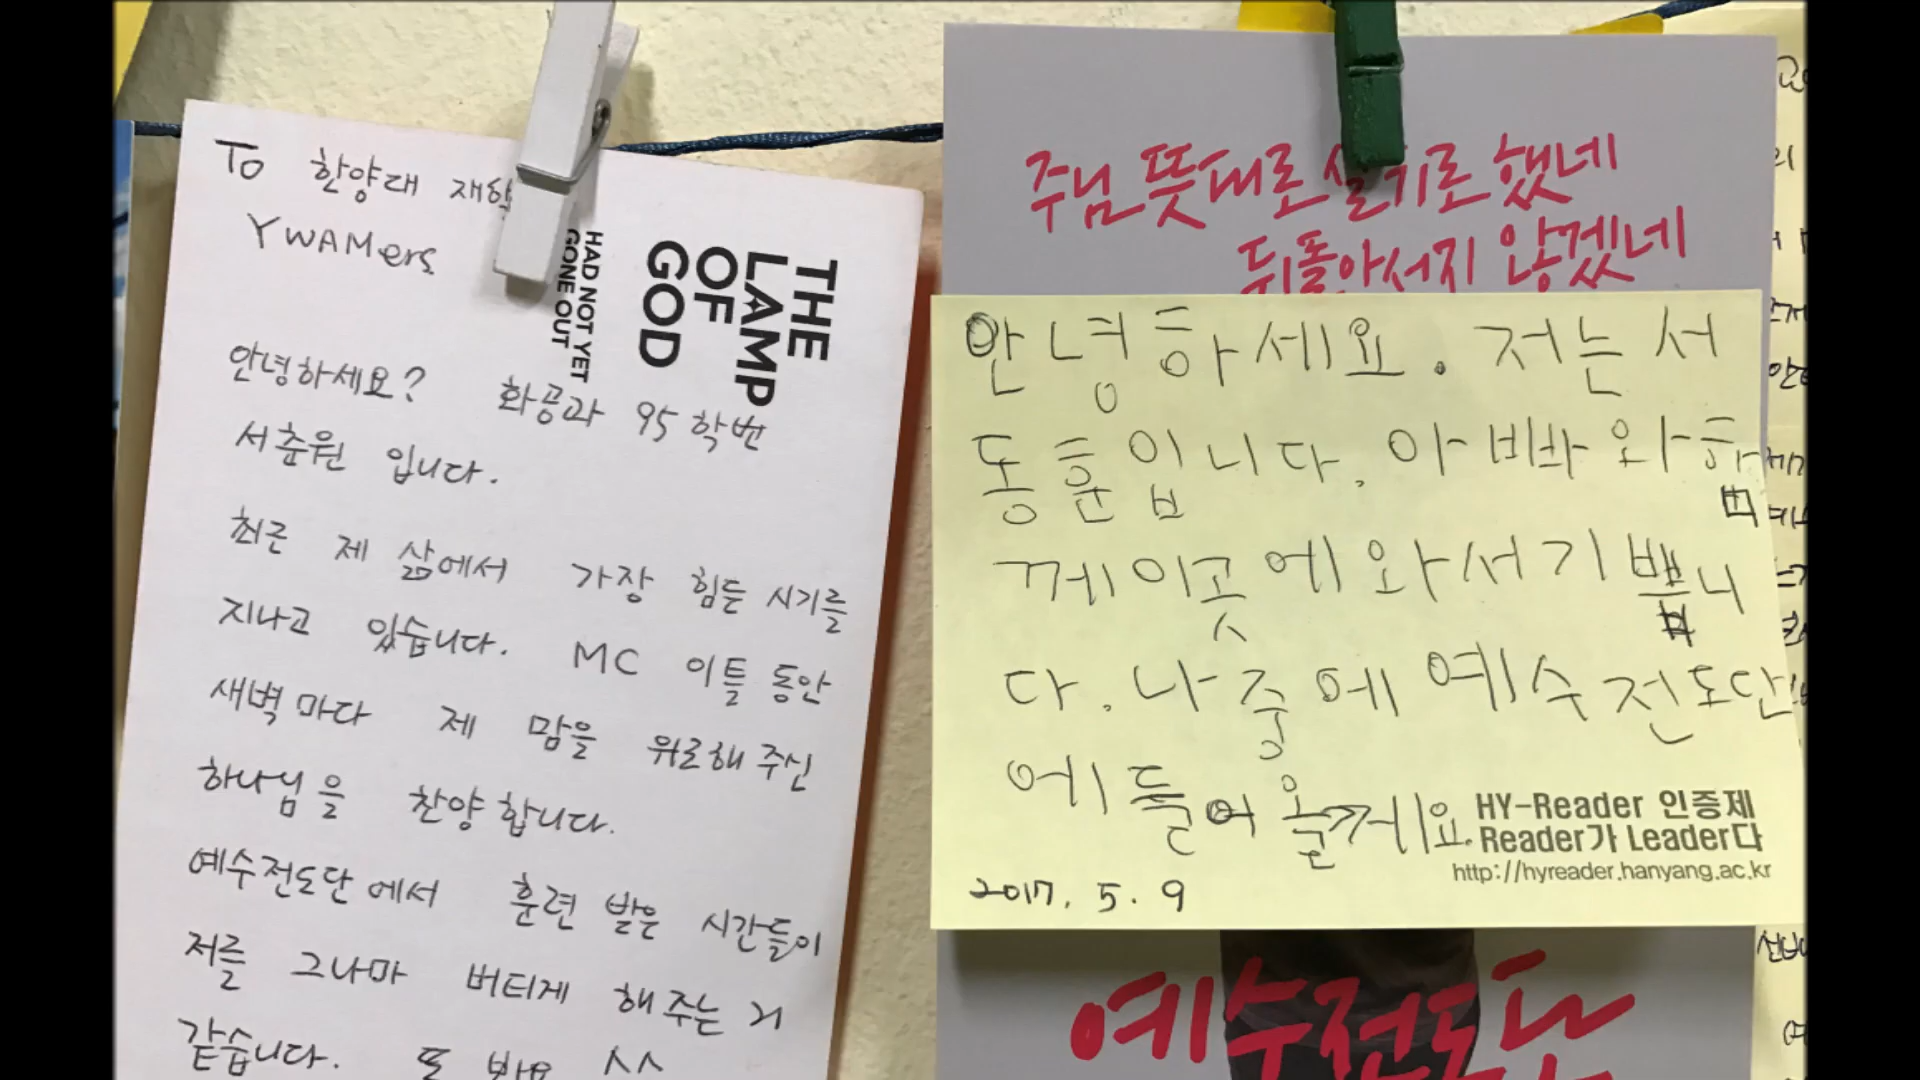 To 한양대
YWAMers
THE
LAMP
OF
GOD
HAD NOT YET
GONE OUT
안녕하세요? 화공과 95학번
서춘원 입니다.
최근 제 삶에서 가장 힘든 시기를
지나고 있습니다. MC 이틀 동안
새벽마다 제 맘을 위로해 주신
하나님을 찬양합니다.
예수전도단에서 훈련 받은 시간들이
저를 그나마 버티게 해주는 거
같습니다. 또 봐요 ^^
주님 뜻대로 살기로 했네
뒤돌아서지 않겠네
안녕하세요. 저는 서
동훈입니다. 아빠와 함
께 이곳에 와서 기쁩니
다. 나중에 예수전도단
에 들어올께요.
2017. 5. 9
HY-Reader 인증제
Reader가 Leader다
http://hyreader.hanyang.ac.kr
예수전도단